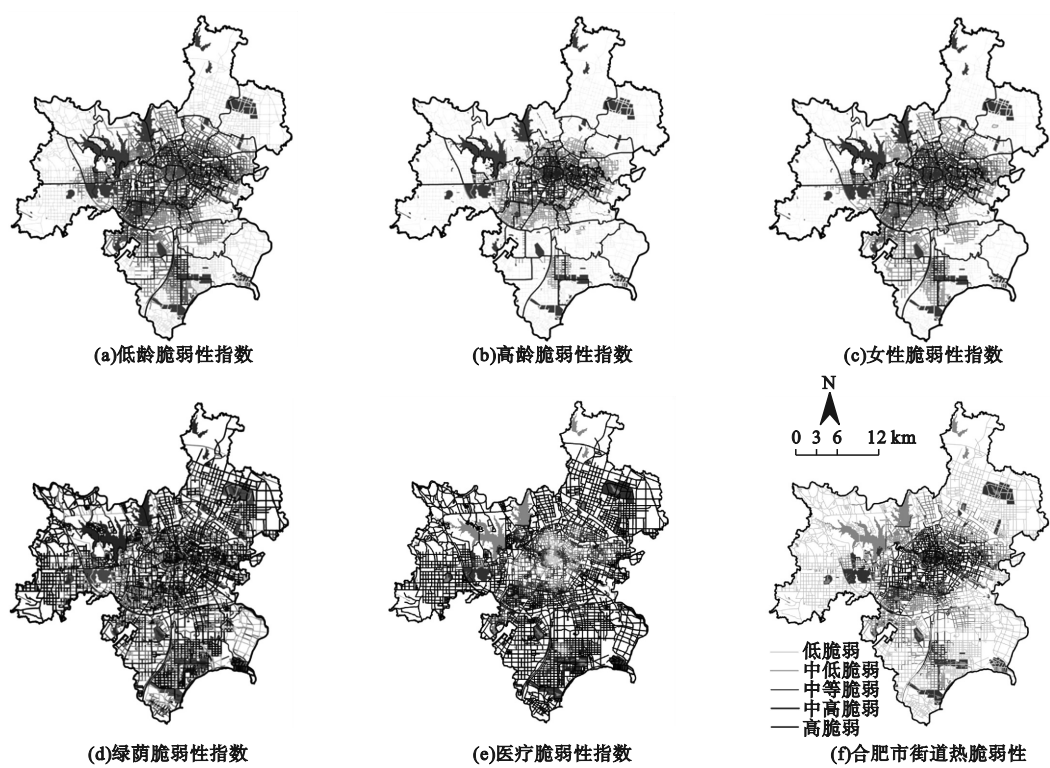 (a)低龄脆弱性指数
(b)高龄脆弱性指数
(c)女性脆弱性指数
N
0 3 6 12 km
低脆弱
中低脆弱
中等脆弱
中高脆弱
高脆弱
(d)绿荫脆弱性指数
(e)医疗脆弱性指数
(f)合肥市街道热脆弱性